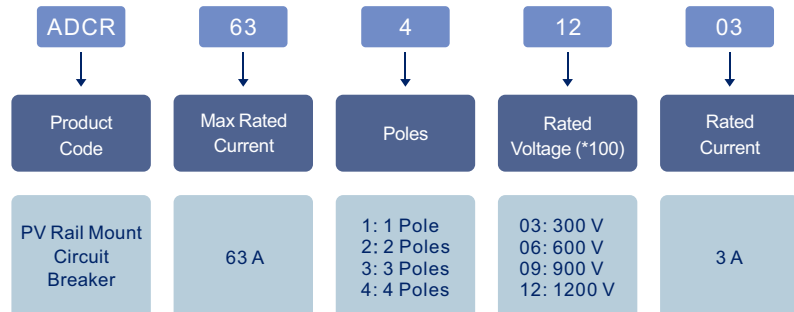 ADCR 63 4 12 03
Product
Code
Max Rated
Current
Poles
Rated
Voltage (*100)
Rated
Current
PV Rail Mount
Circuit
Breaker
63 A
1: 1 Pole
2: 2 Poles
3: 3 Poles
4: 4 Poles
03: 300 V
06: 600 V
09: 900 V
12: 1200 V
3 A